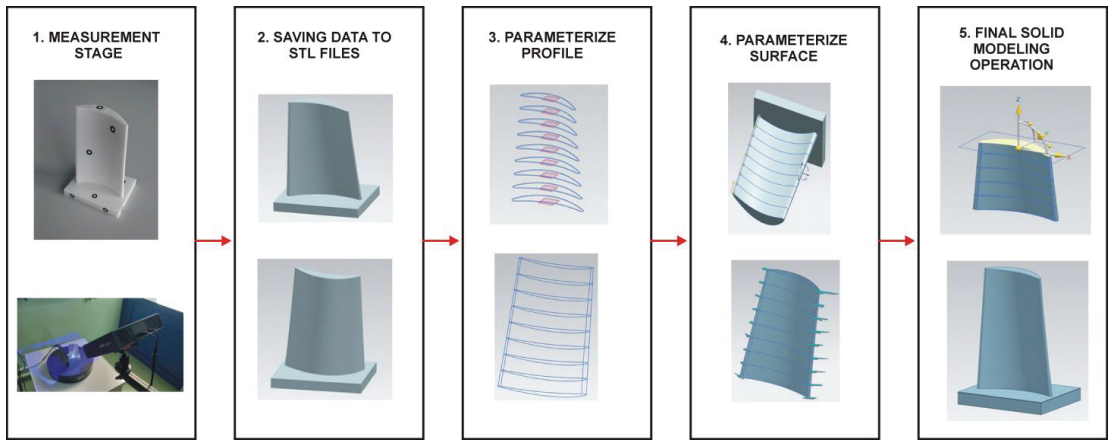 1. MEASUREMENT
STAGE
2. SAVING DATA TO
STL FILES
3. PARAMETERIZE
PROFILE
4. PARAMETERIZE
SURFACE
5. FINAL SOLID
MODELING
OPERATION
Z
Y
X